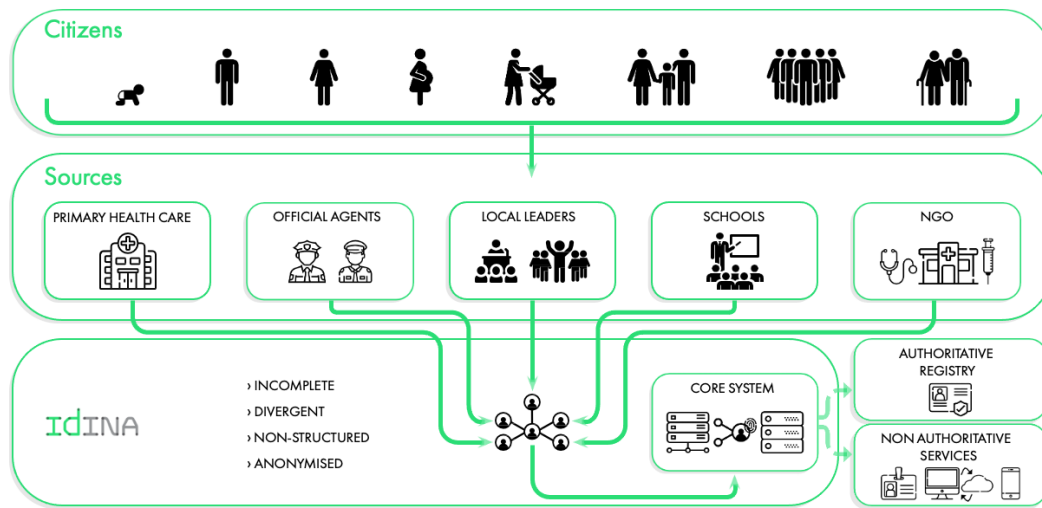 Citizens
Sources
PRIMARY HEALTH CARE
OFFICIAL AGENTS
LOCAL LEADERS
SCHOOLS
NGO
IdINA
› INCOMPLETE
› DIVERGENT
› NON-STRUCTURED
› ANONYMISED
CORE SYSTEM
AUTHORITATIVE
REGISTRY
NON AUTHORITATIVE
SERVICES